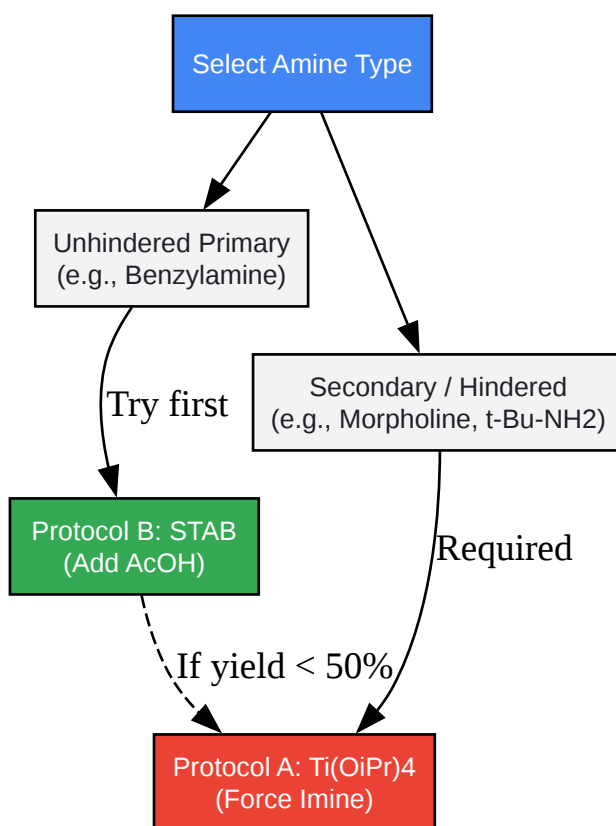 Select Amine Type
Unhindered Primary
(e.g., Benzylamine)
Secondary / Hindered
(e.g., Morpholine, t-Bu-NH2)
Try first
Protocol B: STAB
(Add AcOH)
Required
If yield < 50%
Protocol A: Ti(OiPr)4
(Force Imine)